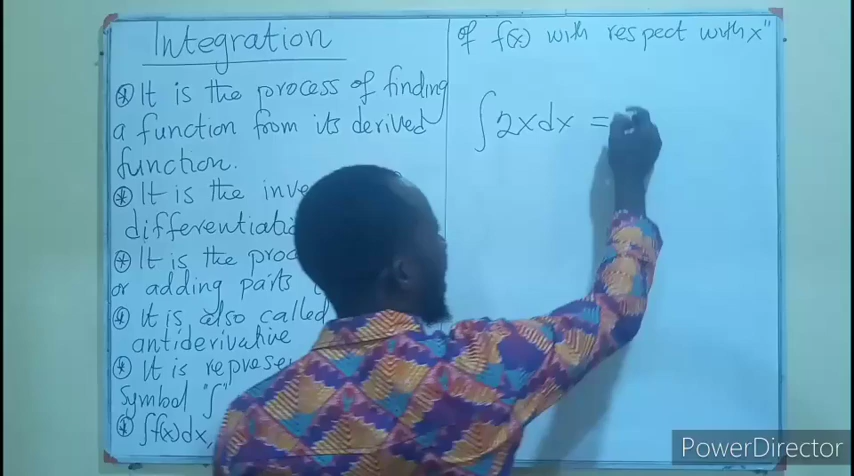 Integration
* It is the process of finding
a function from its derived
function.
* It is the inve
differentiatio
* It is the proc
or adding parts
* it is also called
antiderivative
* It is represe
symbol "∫"
* ∫f(x)dx,
of f(x) with respect with x"
∫2xdx =
PowerDirector